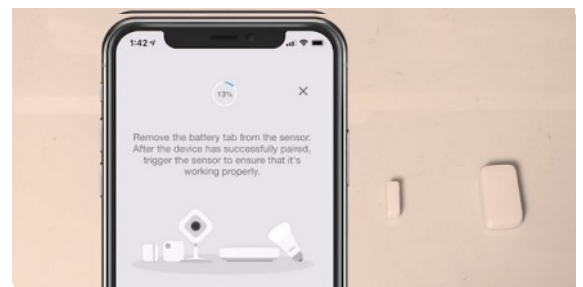 1:42
13%
Remove the battery tab from the sensor.
After the device has successfully paired,
trigger the sensor to ensure that it's
working properly.